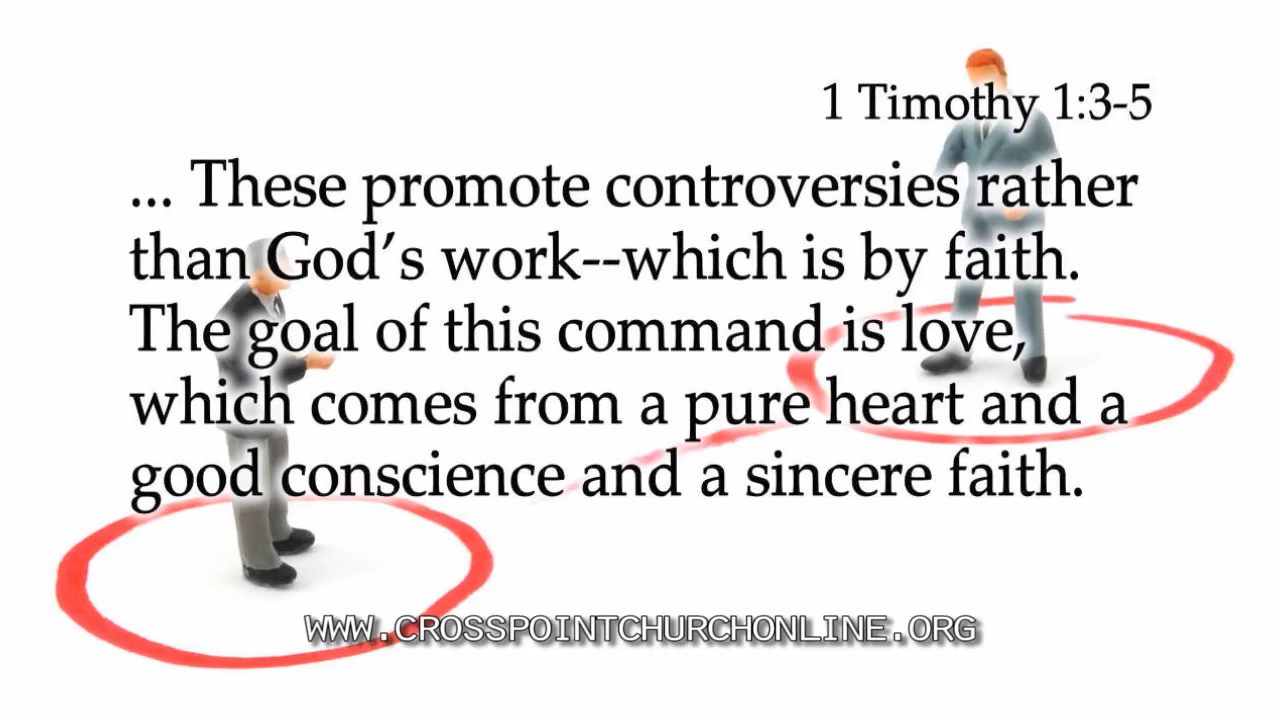 1 Timothy 1:3-5
... These promote controversies rather
than God’s work--which is by faith.
The goal of this command is love,
which comes from a pure heart and a
good conscience and a sincere faith.
WWW.CROSSPOINTCHURCHONLINE.ORG